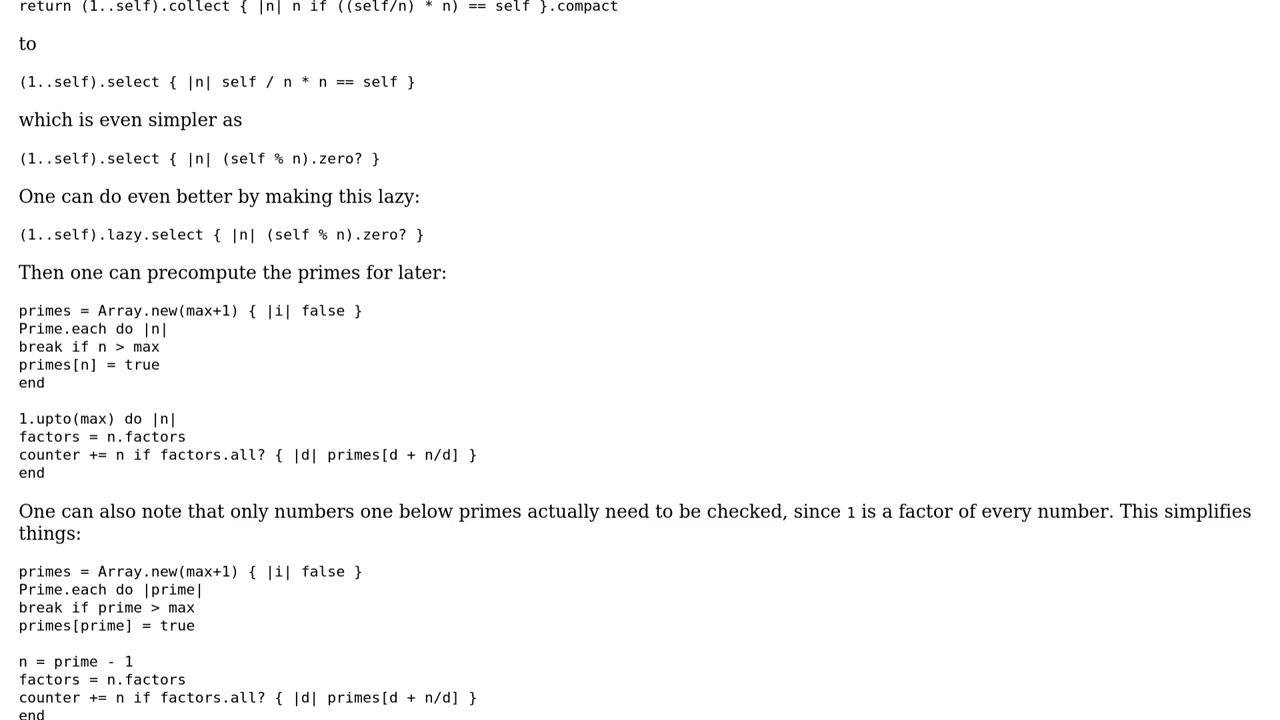 return (1..self).collect { |n| n if ((self/n) * n) == self }.compact
to
(1..self).select { |n| self / n * n == self }
which is even simpler as
(1..self).select { |n| (self % n).zero? }
One can do even better by making this lazy:
(1..self).lazy.select { |n| (self % n).zero? }
Then one can precompute the primes for later:
primes = Array.new(max+1) { |i| false }
Prime.each do |n|
break if n > max
primes[n] = true
end
1.upto(max) do |n|
factors = n.factors
counter += n if factors.all? { |d| primes[d + n/d] }
end
One can also note that only numbers one below primes actually need to be checked, since 1 is a factor of every number. This simplifies
things:
primes = Array.new(max+1) { |i| false }
Prime.each do |prime|
break if prime > max
primes[prime] = true
n = prime - 1
factors = n.factors
counter += n if factors.all? { |d| primes[d + n/d] }
end